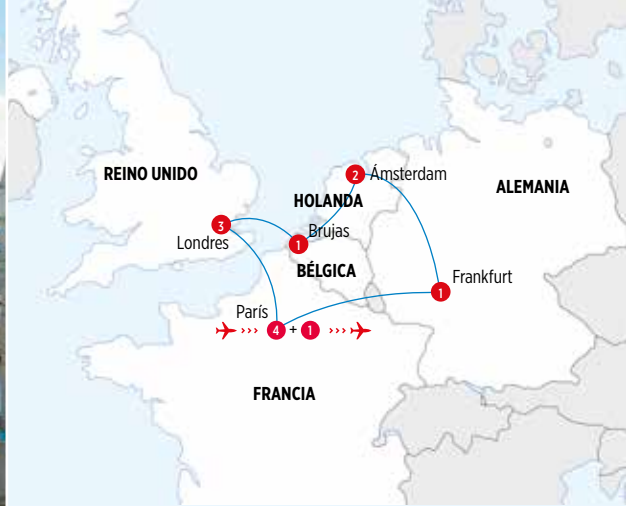 REINO UNIDO
2 Ámsterdam
ALEMANIA
HOLANDA
3
Londres
Brujas
1
BÉLGICA
Frankfurt
1
París
››› 4 + 1 ›››
FRANCIA